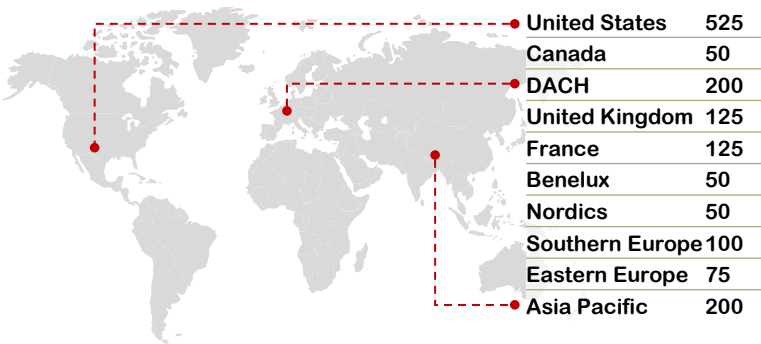 United States 525
Canada 50
DACH 200
United Kingdom 125
France 125
Benelux 50
Nordics 50
Southern Europe 100
Eastern Europe 75
Asia Pacific 200